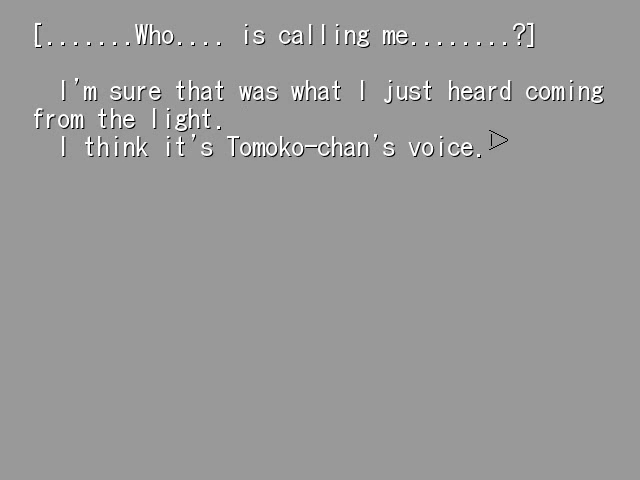 [.......Who.... is calling me........?]
I'm sure that was what I just heard coming
from the light.
I think it's Tomoko-chan's voice.